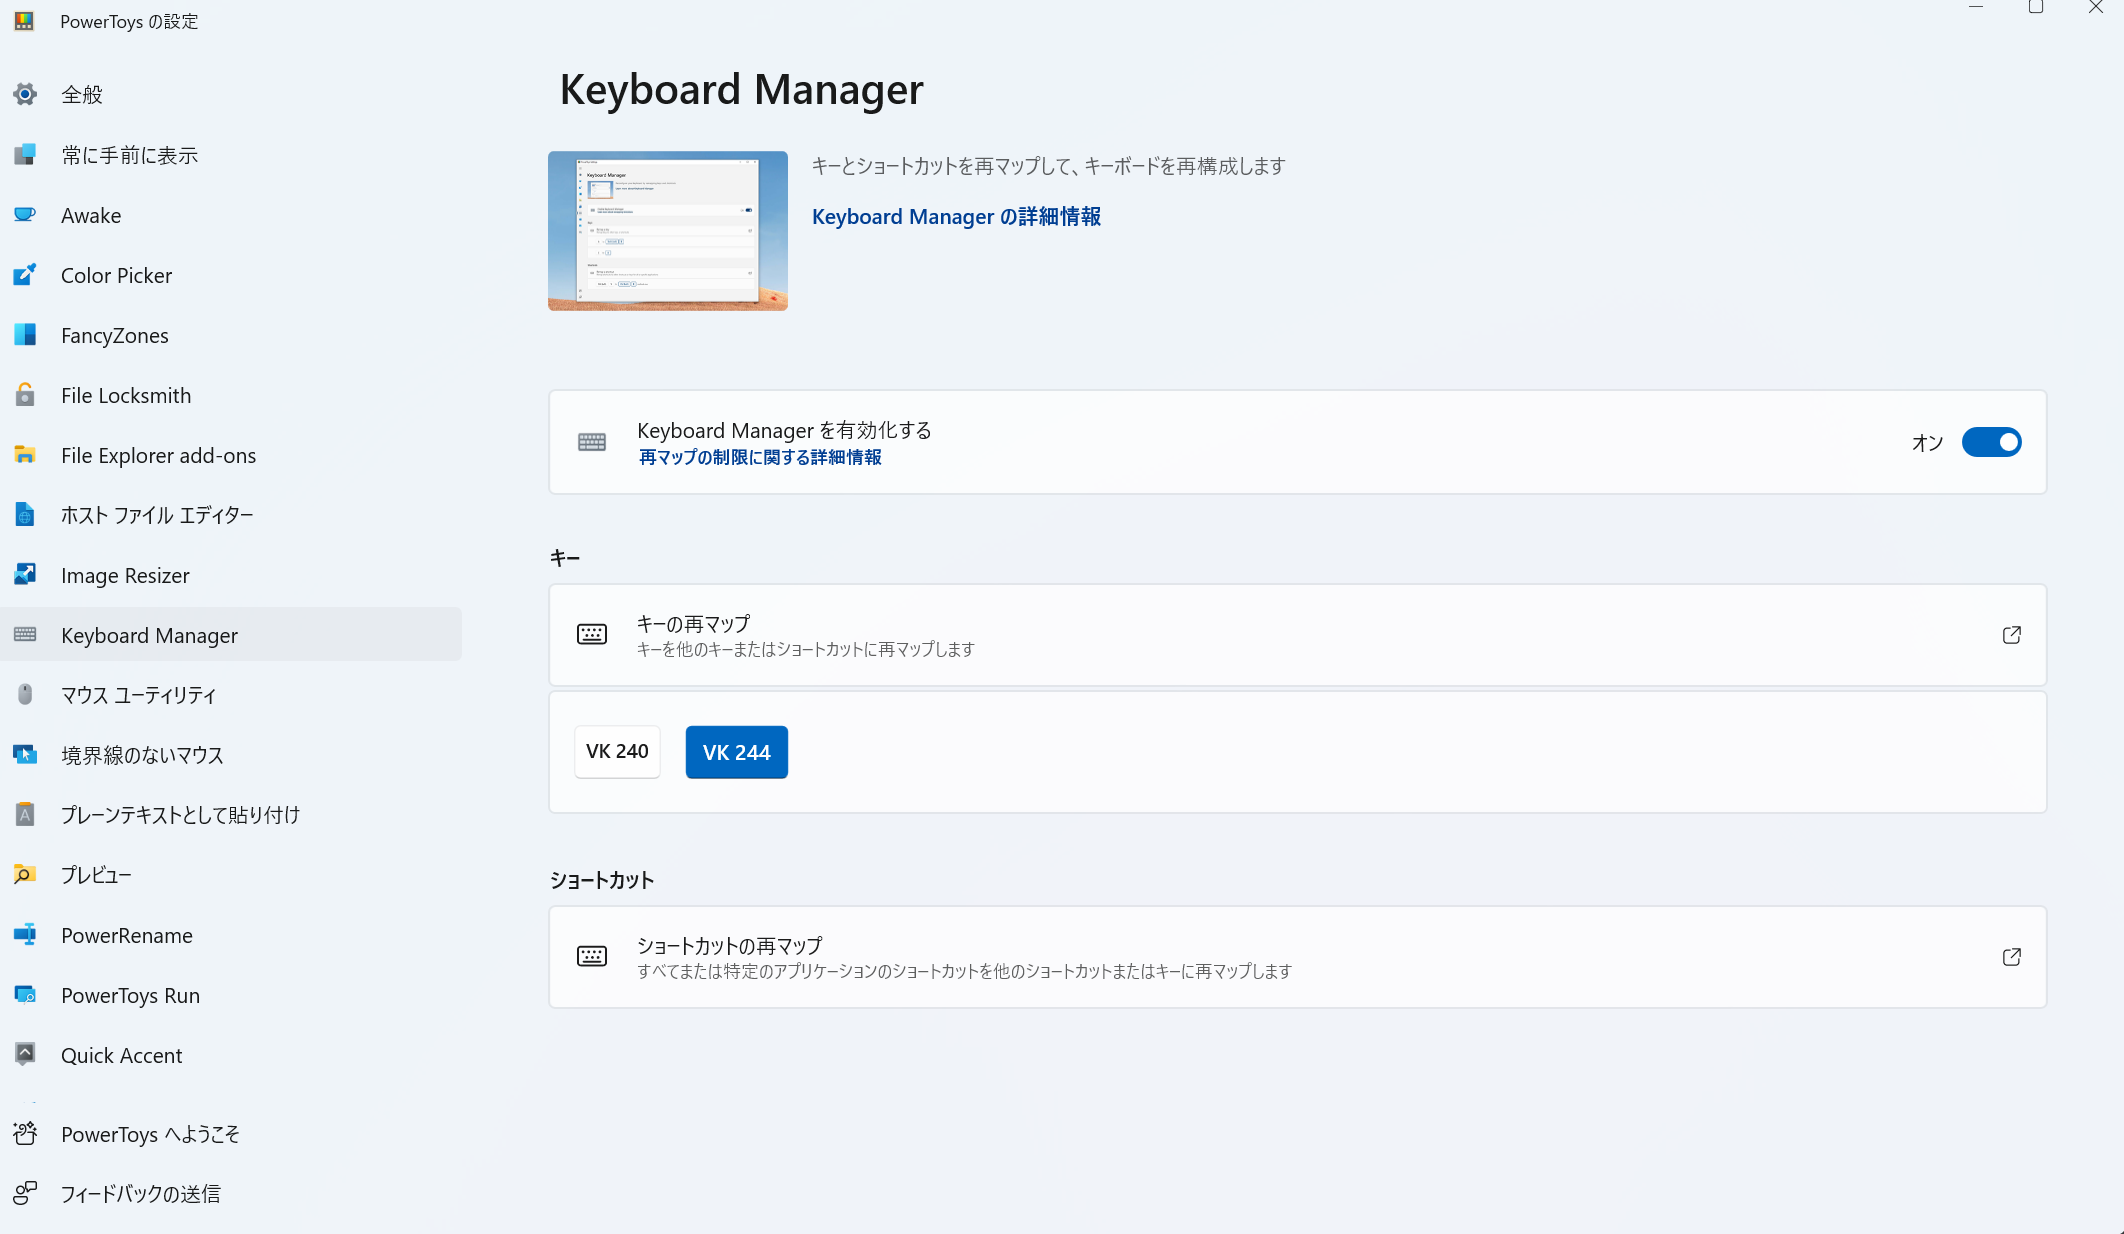 PowerToys の設定
全般
常に手前に表示
Awake
Color Picker
FancyZones
File Locksmith
File Explorer add-ons
ホスト ファイル エディター
Image Resizer
Keyboard Manager
マウス ユーティリティ
境界線のないマウス
プレーンテキストとして貼り付け
プレビュー
PowerRename
PowerToys Run
Quick Accent
PowerToys へようこそ
フィードバックの送信
Keyboard Manager
キーとショートカットを再マップして、キーボードを再構成します
Keyboard Manager の詳細情報
Keyboard Manager を有効化する
再マップの制限に関する詳細情報
オン
キー
キーの再マップ
キーを他のキーまたはショートカットに再マップします
VK 240
VK 244
ショートカット
ショートカットの再マップ
すべてまたは特定のアプリケーションのショートカットを他のショートカットまたはキーに再マップします